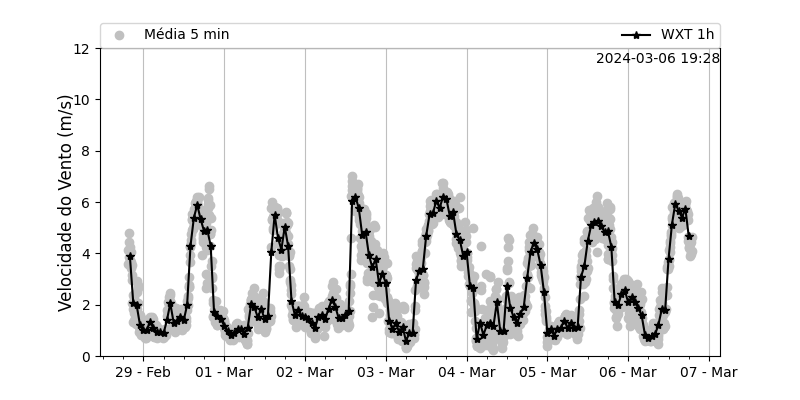 Média 5 min
WXT 1h
2024-03-06 19:28
Velocidade do Vento (m/s)
12
10
8
6
4
2
0
29 - Feb
01 - Mar
02 - Mar
03 - Mar
04 - Mar
05 - Mar
06 - Mar
07 - Mar